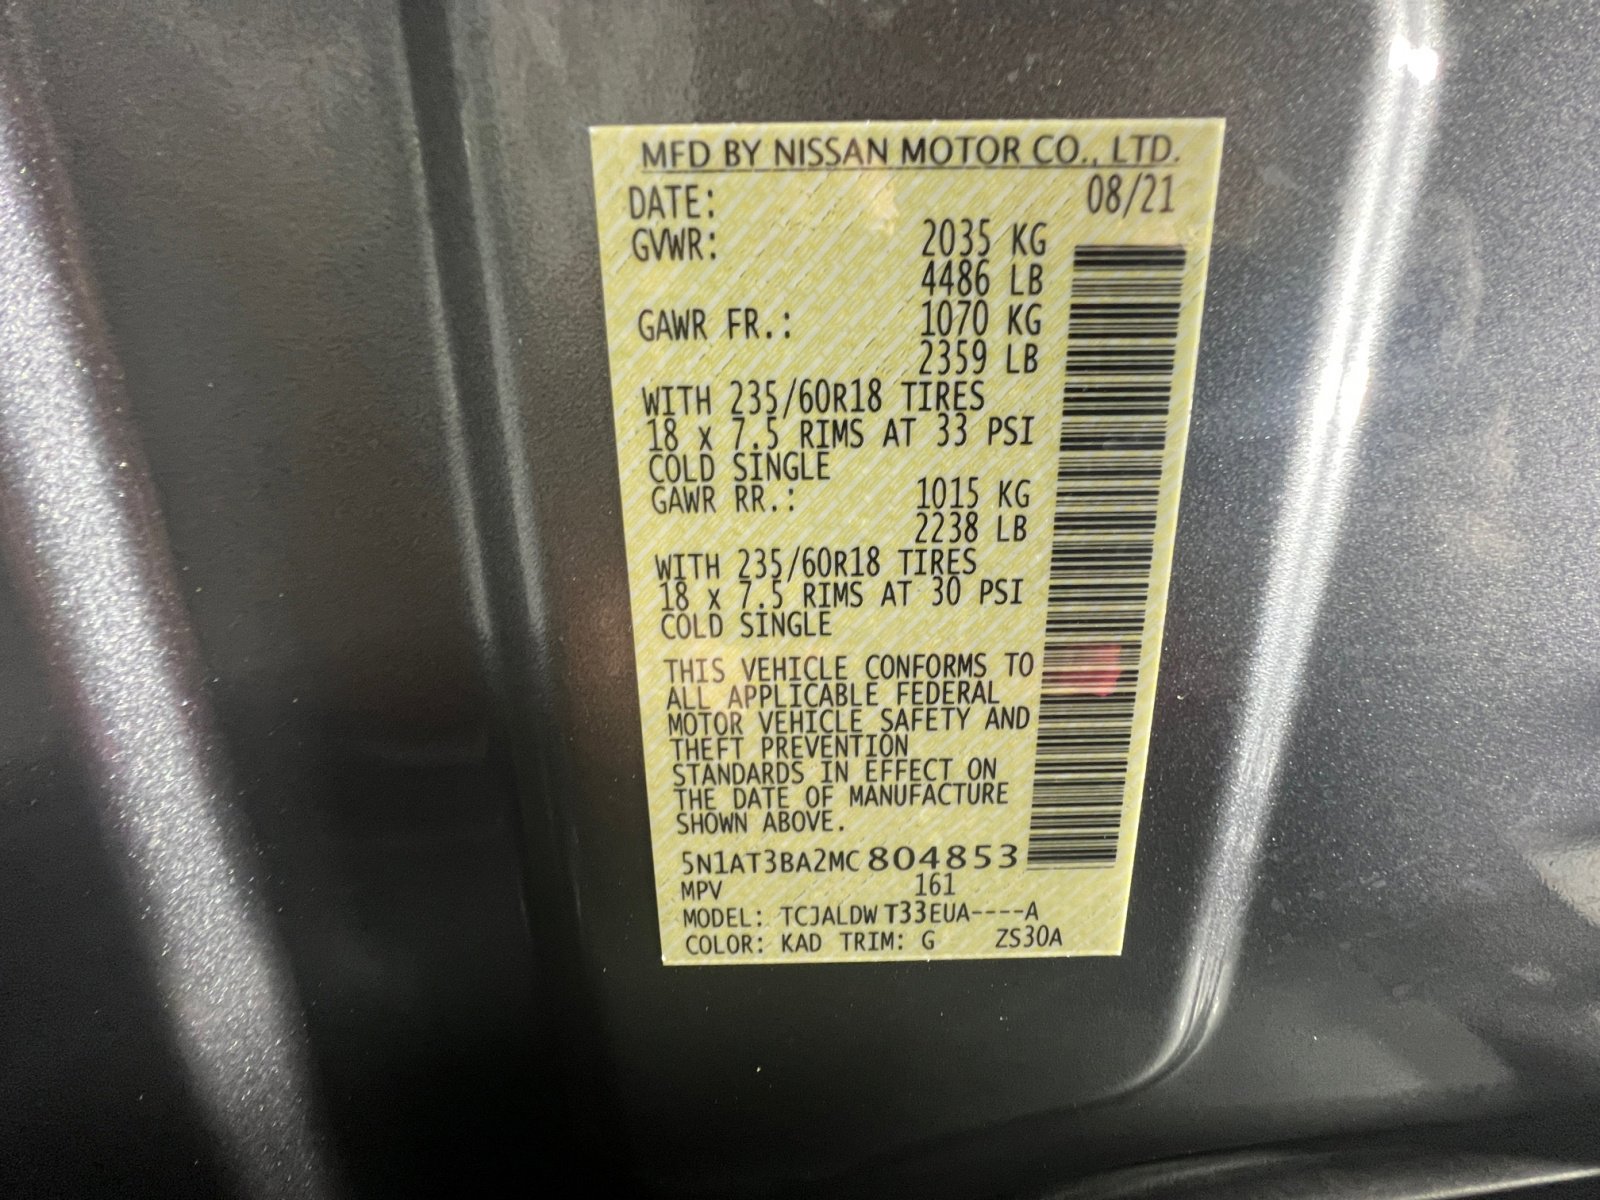 MFD BY NISSAN MOTOR CO., LTD.
DATE: 08/21
GVWR: 2035 KG
4486 LB
GAWR FR.: 1070 KG
2359 LB
WITH 235/60R18 TIRES
18 x 7.5 RIMS AT 33 PSI
COLD SINGLE
GAWR RR.: 1015 KG
2238 LB
WITH 235/60R18 TIRES
18 x 7.5 RIMS AT 30 PSI
COLD SINGLE
THIS VEHICLE CONFORMS TO
ALL APPLICABLE FEDERAL
MOTOR VEHICLE SAFETY AND
THEFT PREVENTION
STANDARDS IN EFFECT ON
THE DATE OF MANUFACTURE
SHOWN ABOVE.
5N1AT3BA2MC804853
MPV 161
MODEL: TCJALDW T33EUA----A
COLOR: KAD TRIM: G ZS30A